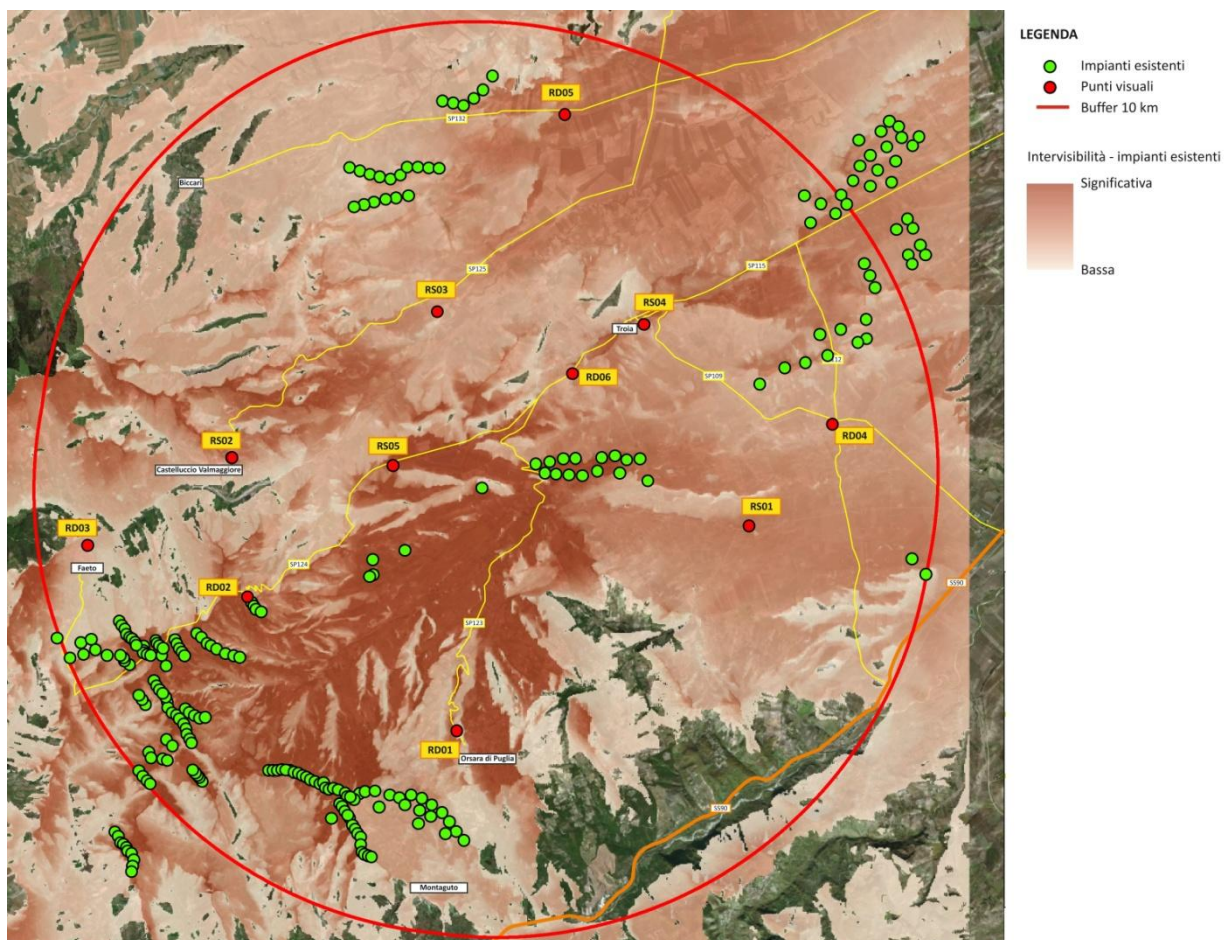 LEGENDA
Impianti esistenti
Punti visuali
Buffer 10 km
Intervisibilità - impianti esistenti
Significativa
Bassa
RD05
SP132
Biccari
SP125
SP115
RS03
RS04
Troia
RD06
SP109
RD04
RS02
Castelluccio Valmaggiore
RS05
RS01
RD03
Faeto
SP124
RD02
SS90
SP123
RD01
Orsara di Puglia
SS90
Montaguto